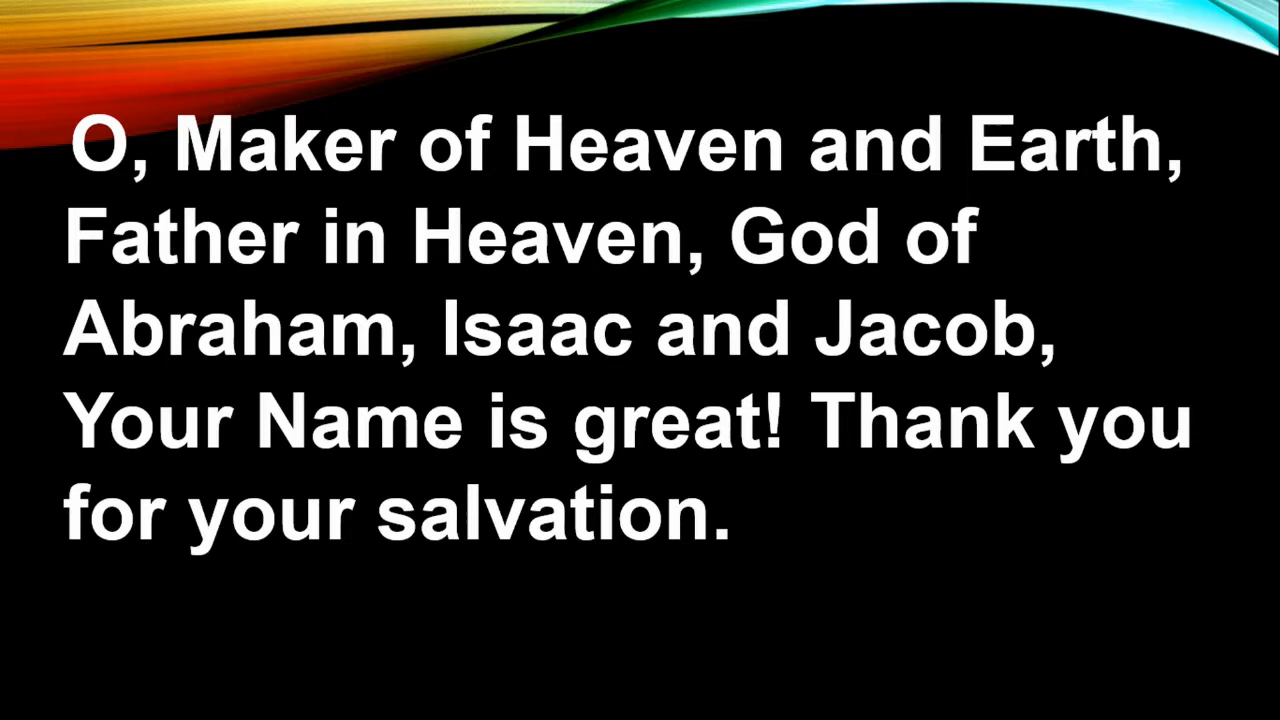 O, Maker of Heaven and Earth,
Father in Heaven, God of
Abraham, Isaac and Jacob,
Your Name is great! Thank you
for your salvation.